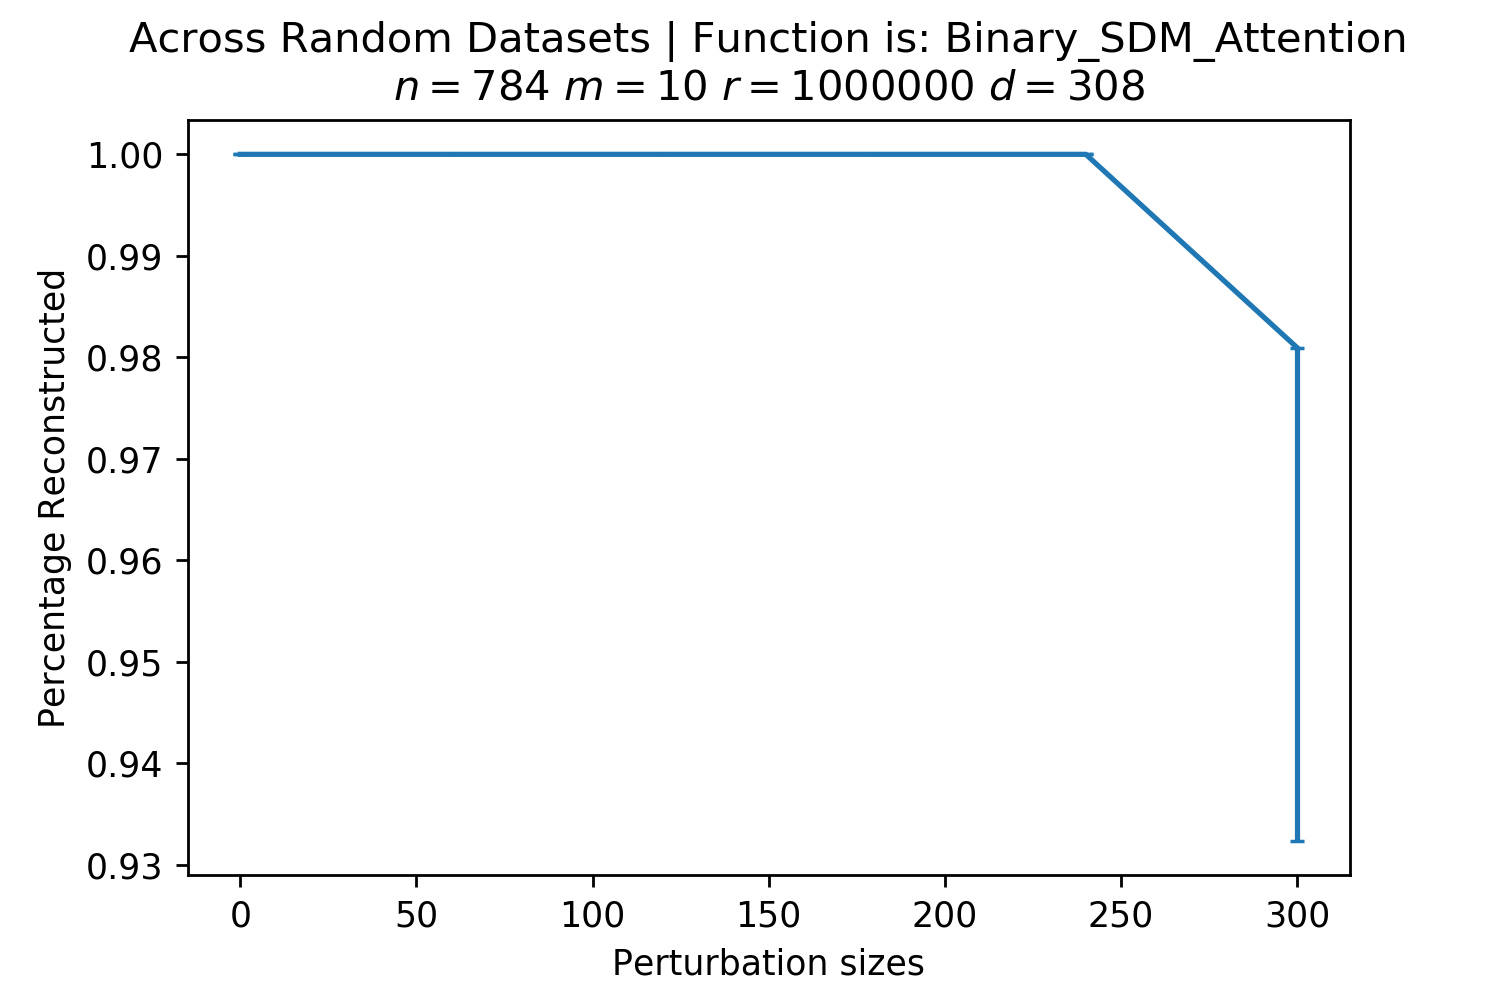 Across Random Datasets | Function is: Binary_SDM_Attention
n = 784 m = 10 r = 1000000 d = 308
1.00
0.99
0.98
0.97
0.96
0.95
0.94
0.93
Percentage Reconstructed
0 50 100 150 200 250 300
Perturbation sizes